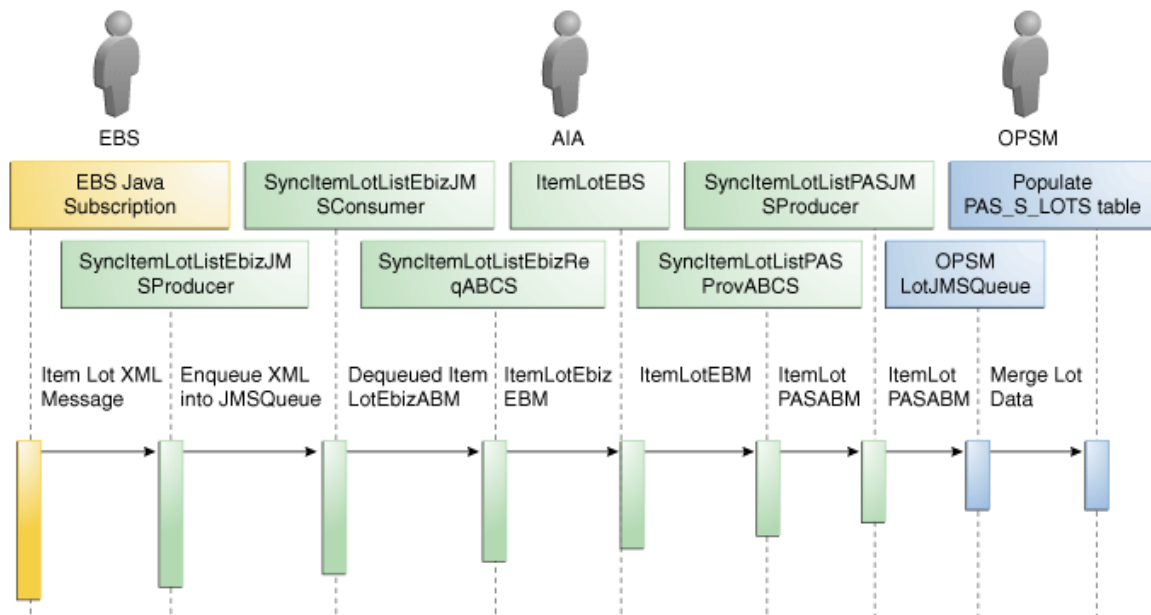 EBS
AIA
OPSM
EBS Java
Subscription
SyncItemLotListEbizJM
SConsumer
ItemLotEBS
SyncItemLotListPASJM
SProducer
Populate
PAS_S_LOTS table
SyncItemLotListEbizJM
SProducer
SyncItemLotListEbizRe
qABCS
SyncItemLotListPAS
ProvABCS
OPSM
LotJMSQueue
Item Lot XML
Message
Enqueue XML
into JMSQueue
Dequeued Item
LotEbizABM
ItemLotEbiz
EBM
ItemLotEBM
ItemLot
PASABM
ItemLot
PASABM
Merge Lot
Data